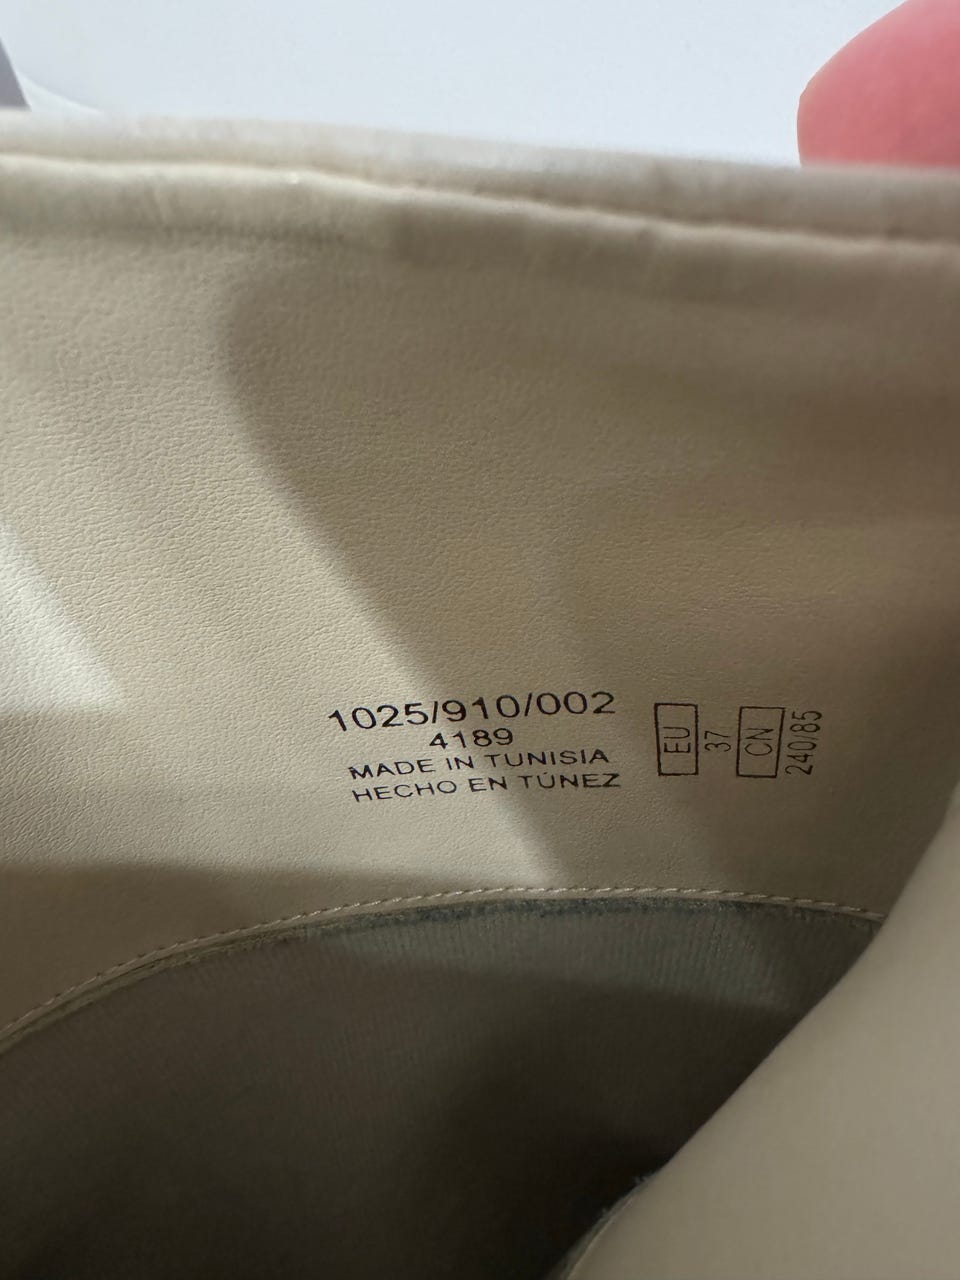 1025/910/002
4189
MADE IN TUNISIA
HECHO EN TÚNEZ
EU
37
CN
240/85